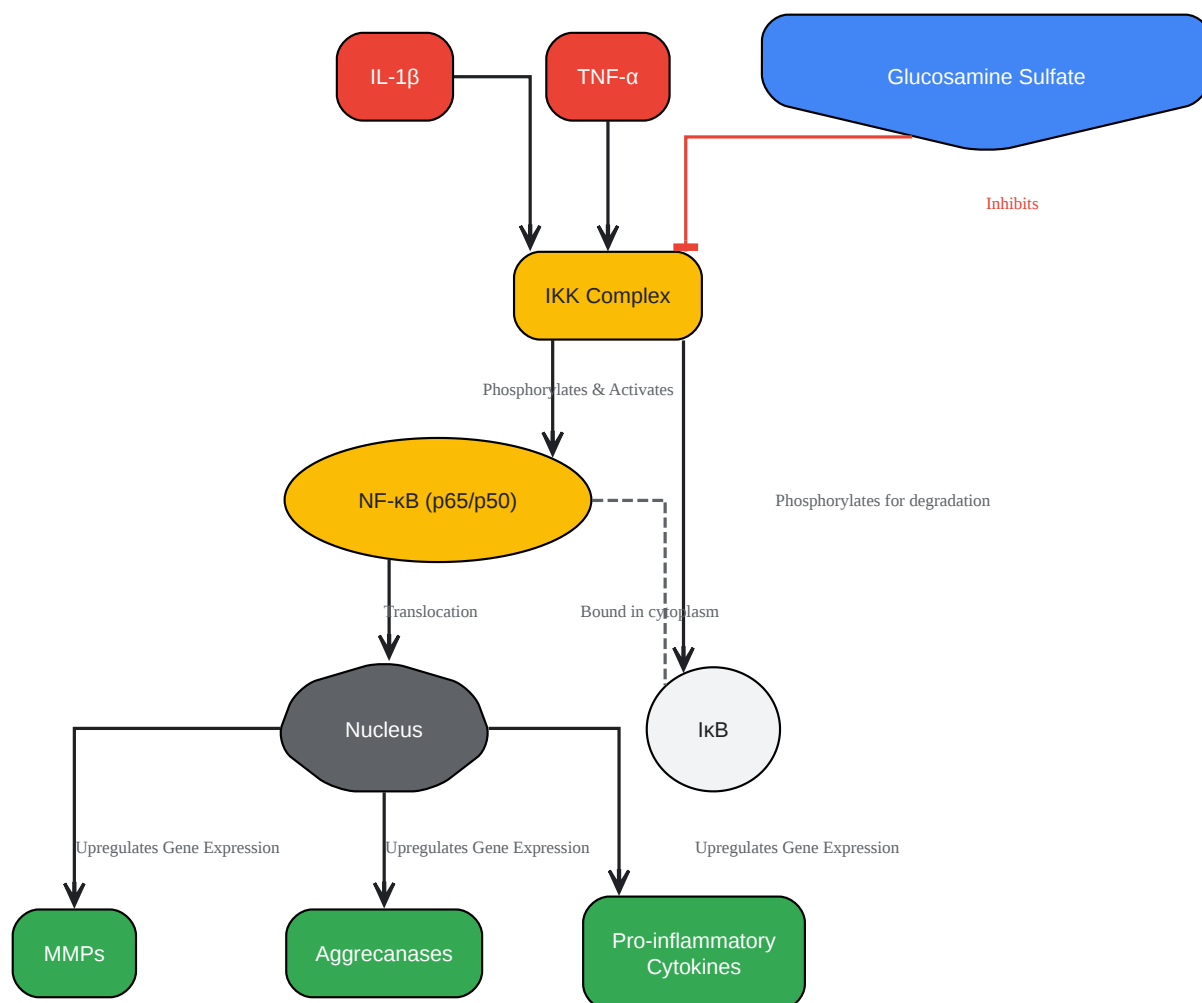 IL-1β
TNF-α
Glucosamine Sulfate
Inhibits
IKK Complex
Phosphorylates & Activates
NF-κB (p65/p50)
Phosphorylates for degradation
Translocation
Bound in cytoplasm
Nucleus
IκB
Upregulates Gene Expression
Upregulates Gene Expression
Upregulates Gene Expression
MMPs
Aggrecanases
Pro-inflammatory
Cytokines